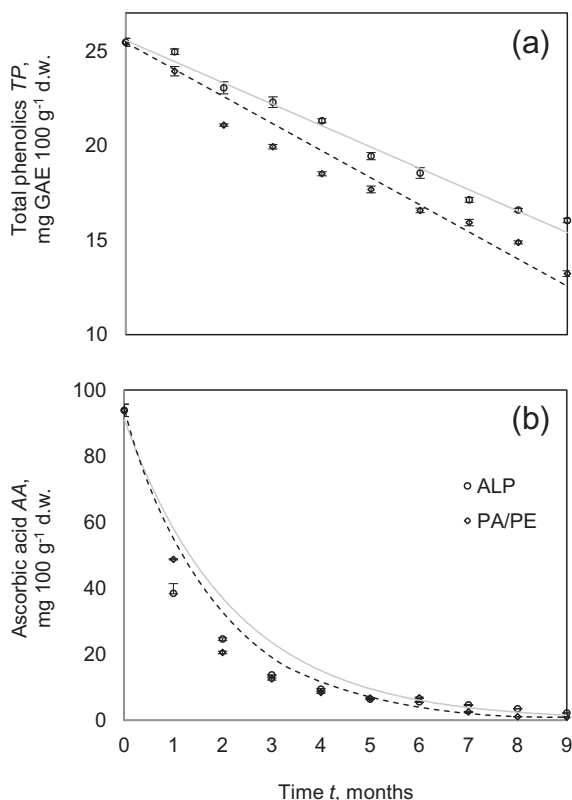 (a)
Total phenolics TP,
mg GAE 100 g⁻¹ d.w.
25
20
15
10
(b)
Ascorbic acid AA,
mg 100 g⁻¹ d.w.
100
80
60
40
20
0
ALP
PA/PE
0 1 2 3 4 5 6 7 8 9
Time t, months